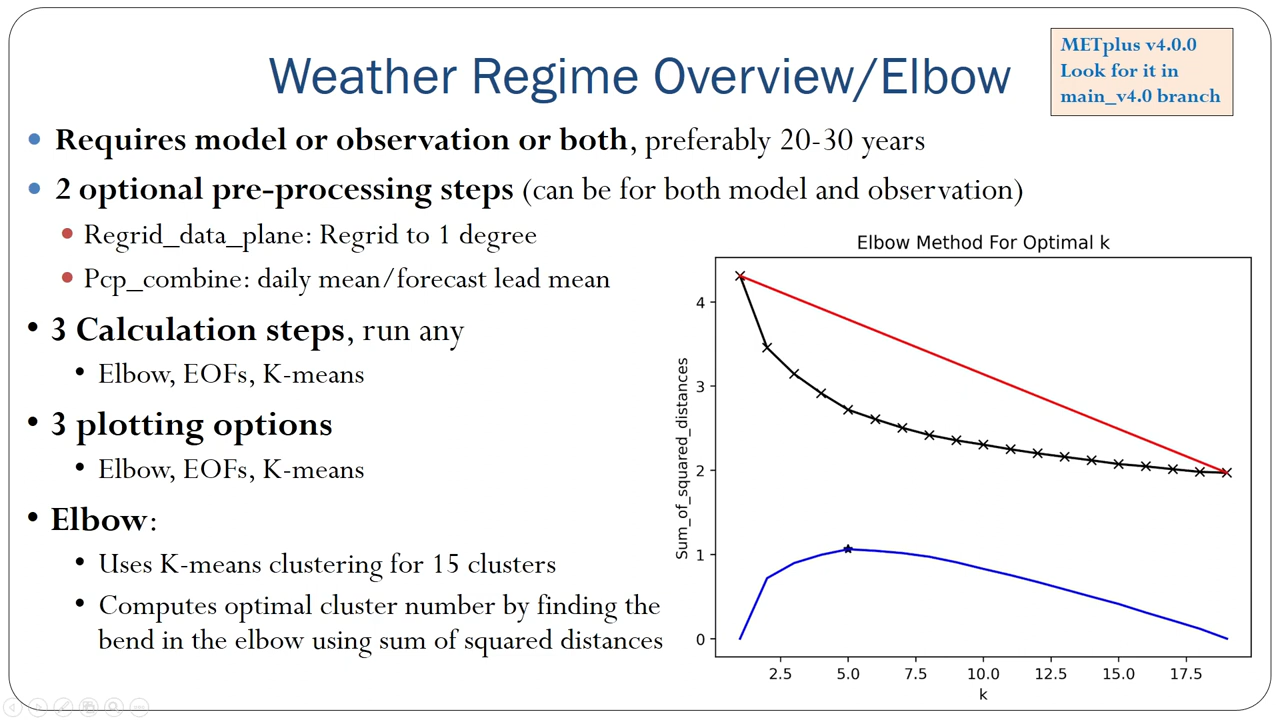 METplus v4.0.0
Look for it in
main_v4.0 branch
Weather Regime Overview/Elbow
Requires model or observation or both, preferably 20-30 years
2 optional pre-processing steps (can be for both model and observation)
Regrid_data_plane: Regrid to 1 degree
Pcp_combine: daily mean/forecast lead mean
3 Calculation steps, run any
Elbow, EOFs, K-means
3 plotting options
Elbow, EOFs, K-means
Elbow:
Uses K-means clustering for 15 clusters
Computes optimal cluster number by finding the
bend in the elbow using sum of squared distances
Elbow Method For Optimal k
Sum_of_squared_distances
4
3
2
1
0
2.5 5.0 7.5 10.0 12.5 15.0 17.5
k